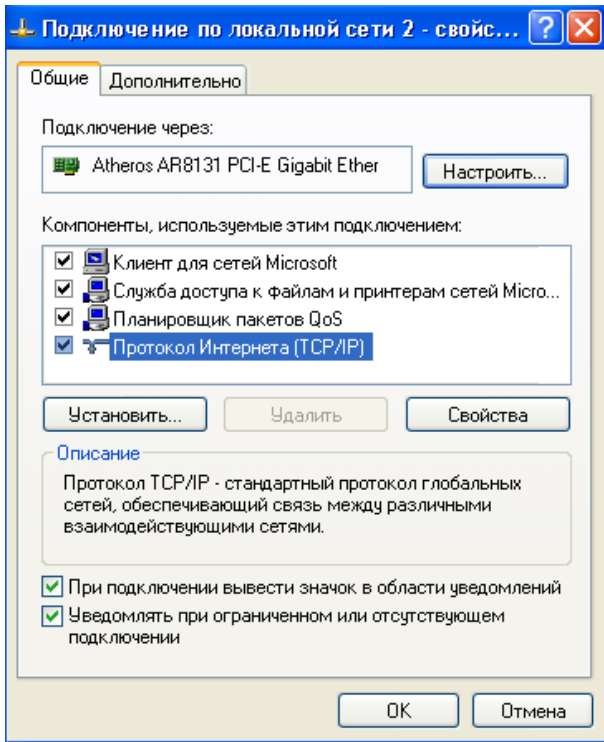 Подключение по локальной сети 2 - свойс...
Общие
Дополнительно
Подключение через:
Atheros AR8131 PCI-E Gigabit Ether
Настроить...
Компоненты, используемые этим подключением:
Клиент для сетей Microsoft
Служба доступа к файлам и принтерам сетей Micro...
Планировщик пакетов QoS
Протокол Интернета (TCP/IP)
Установить...
Удалить
Свойства
Описание
Протокол TCP/IP - стандартный протокол глобальных
сетей, обеспечивающий связь между различными
взаимодействующими сетями.
При подключении вывести значок в области уведомлений
Уведомлять при ограниченном или отсутствующем
подключении
OK
Отмена